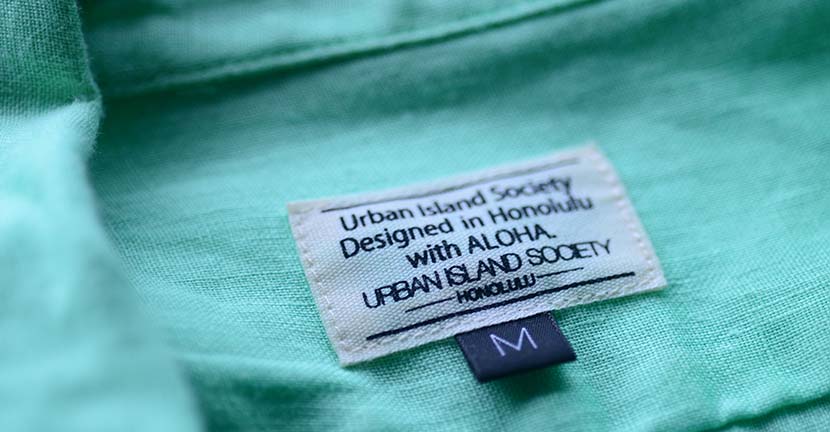 Urban Island Society
Designed in Honolulu
with ALOHA.
URBAN ISLAND SOCIETY
HONOLULU
M